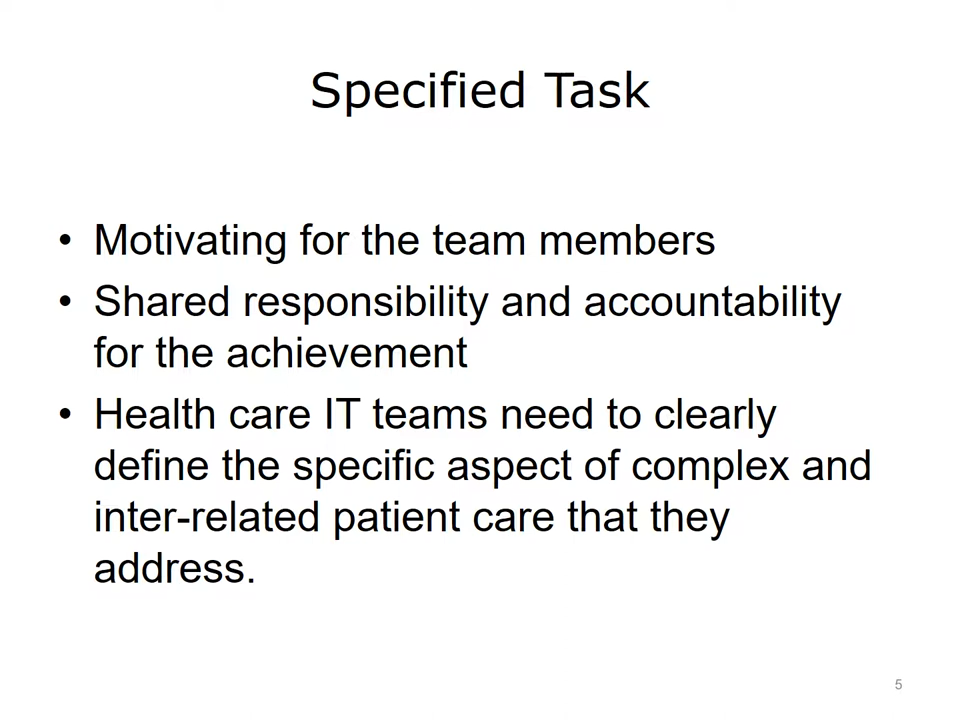 Specified Task
• Motivating for the team members
• Shared responsibility and accountability
for the achievement
• Health care IT teams need to clearly
define the specific aspect of complex and
inter-related patient care that they
address.
5